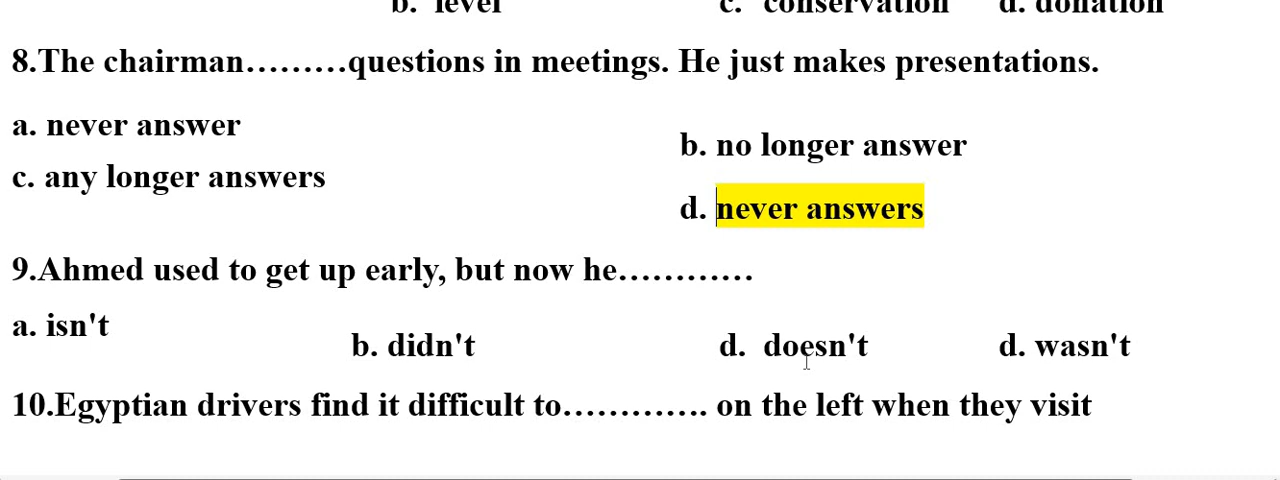 b. level c. conservation d. donation
8.The chairman.........questions in meetings. He just makes presentations.
a. never answer
b. no longer answer
c. any longer answers
d. never answers
9.Ahmed used to get up early, but now he............
a. isn't
b. didn't d. doesn't d. wasn't
10.Egyptian drivers find it difficult to............. on the left when they visit